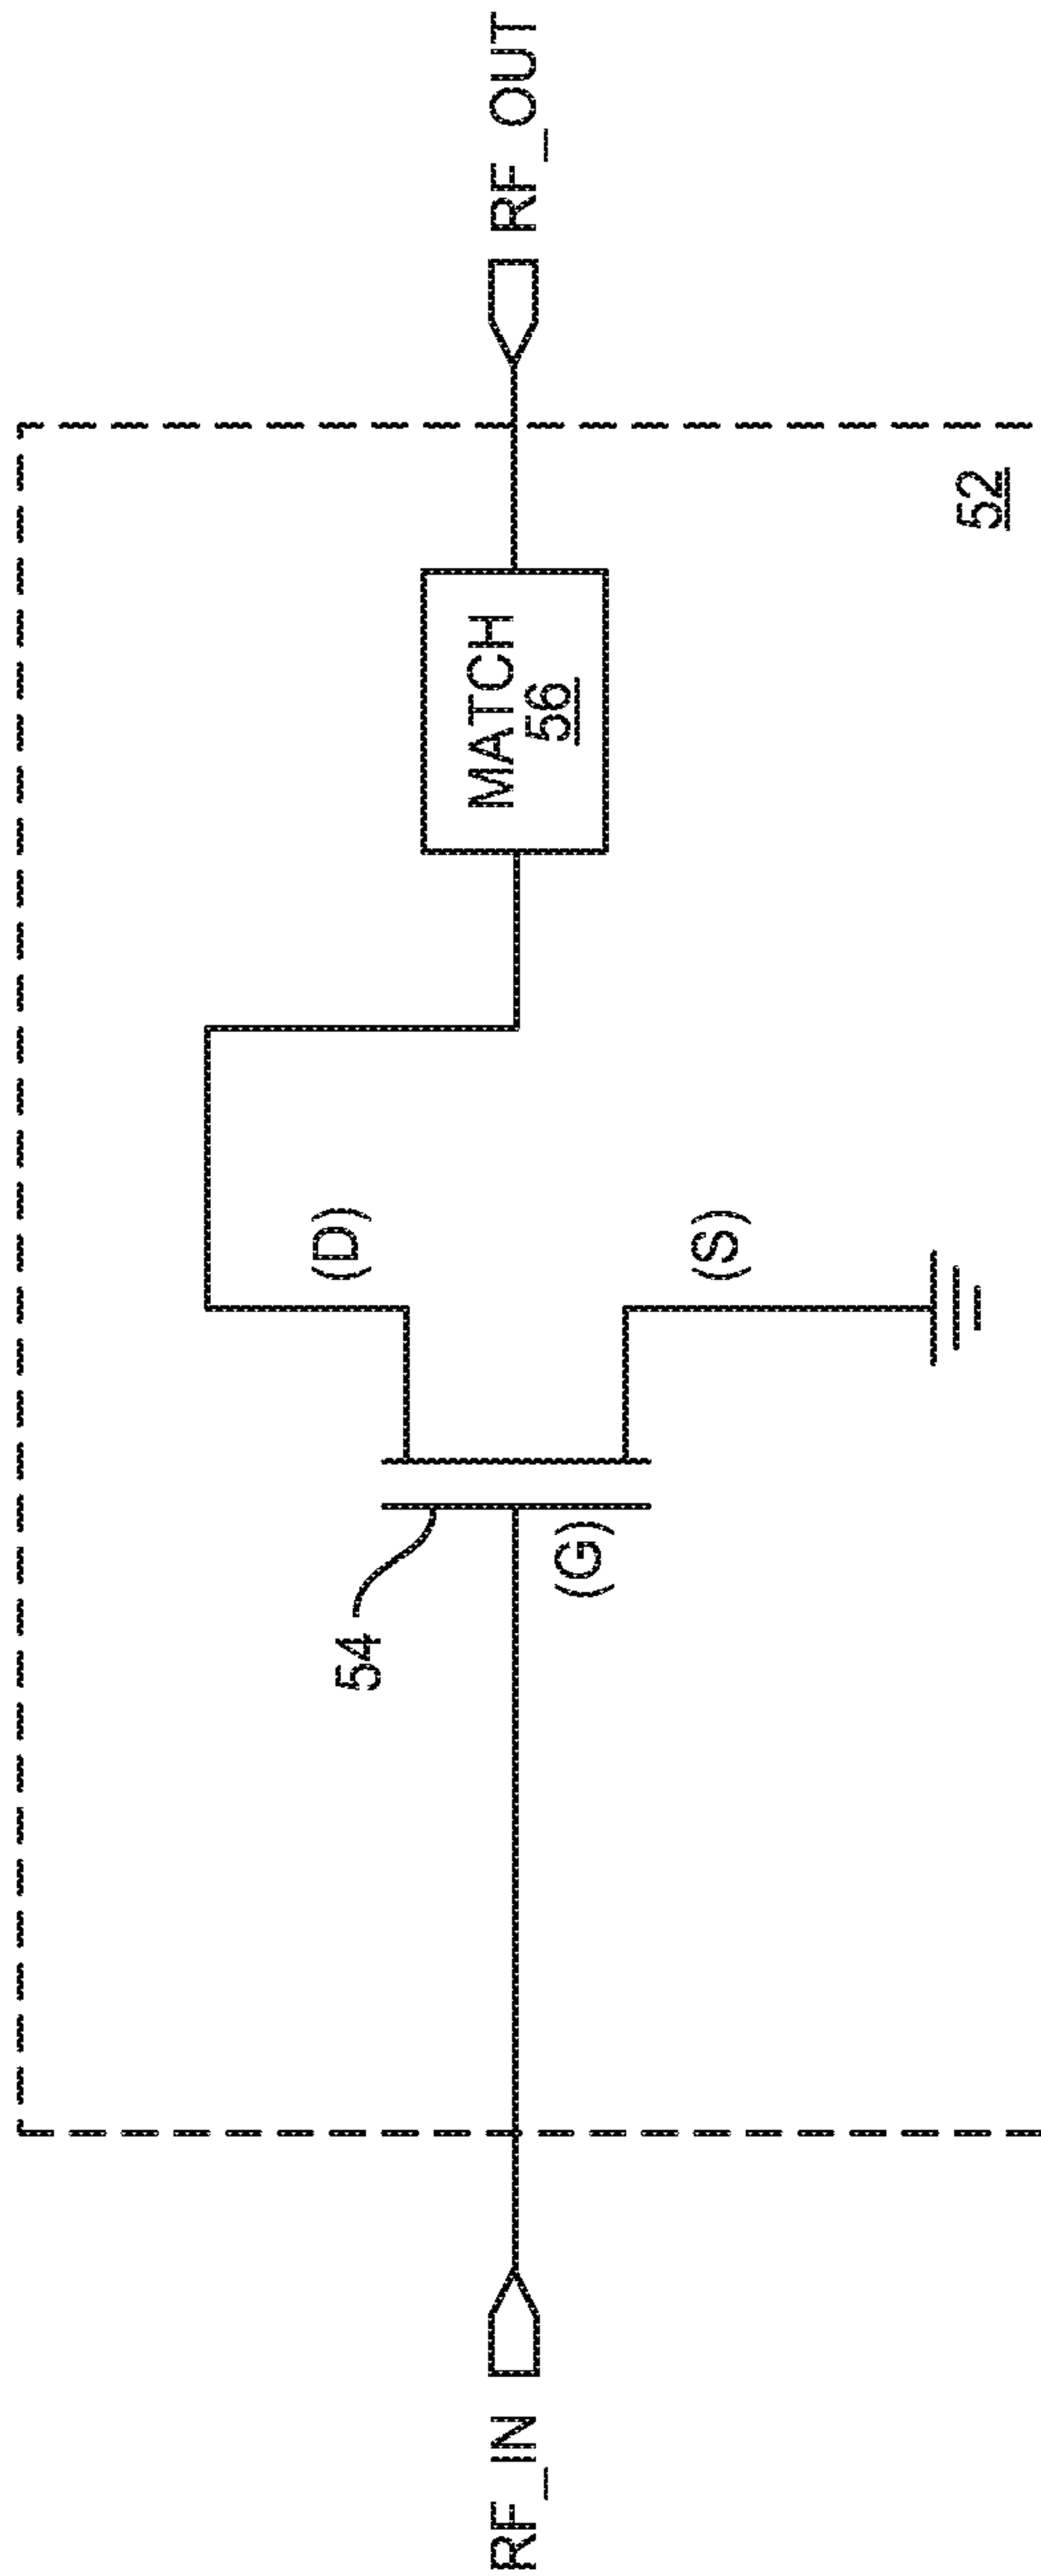 RF_IN
54
(G)
(D)
(S)
MATCH
56
52
RF_OUT